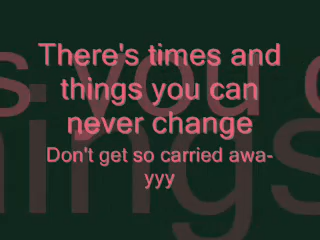 There's times and
things you can
never change
Don't get so carried awa-
yyy